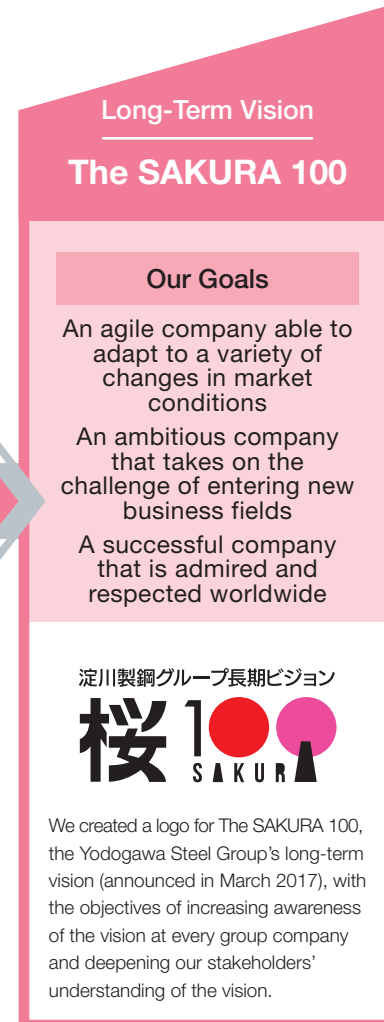 Long-Term Vision
The SAKURA 100
Our Goals
An agile company able to
adapt to a variety of
changes in market
conditions
An ambitious company
that takes on the
challenge of entering new
business fields
A successful company
that is admired and
respected worldwide
淀川製鋼グループ長期ビジョン
桜100
SAKURA
We created a logo for The SAKURA 100,
the Yodogawa Steel Group’s long-term
vision (announced in March 2017), with
the objectives of increasing awareness
of the vision at every group company
and deepening our stakeholders’
understanding of the vision.